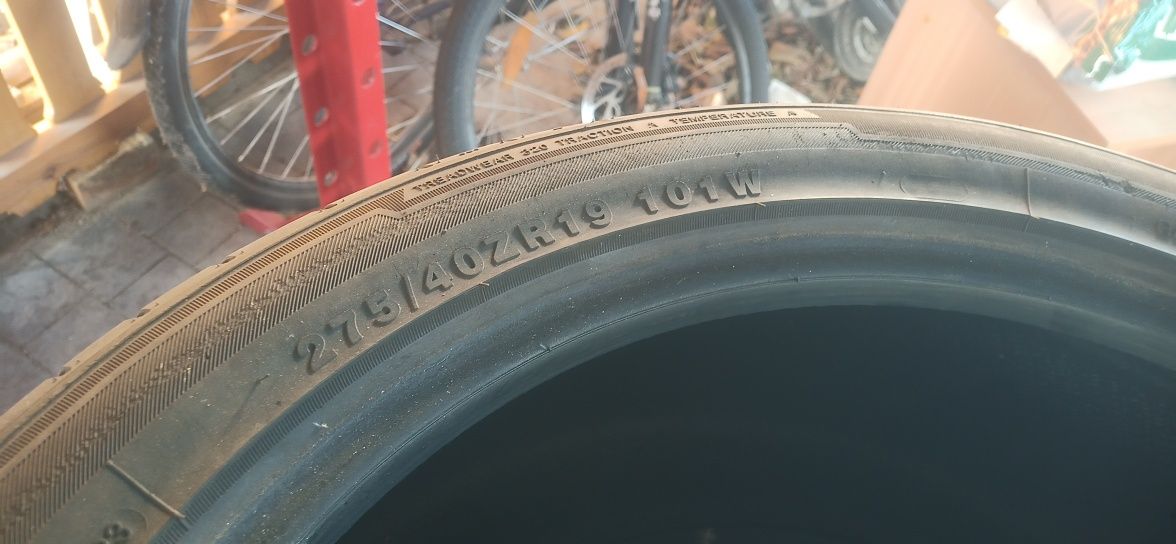 TREADWEAR 320 TRACTION A TEMPERATURE A
275/40ZR19 101W